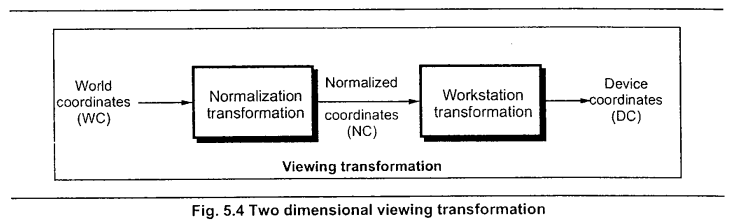 World
coordinates
(WC)
Normalization
transformation
Normalized
coordinates
(NC)
Workstation
transformation
Device
coordinates
(DC)
Viewing transformation
Fig. 5.4 Two dimensional viewing transformation